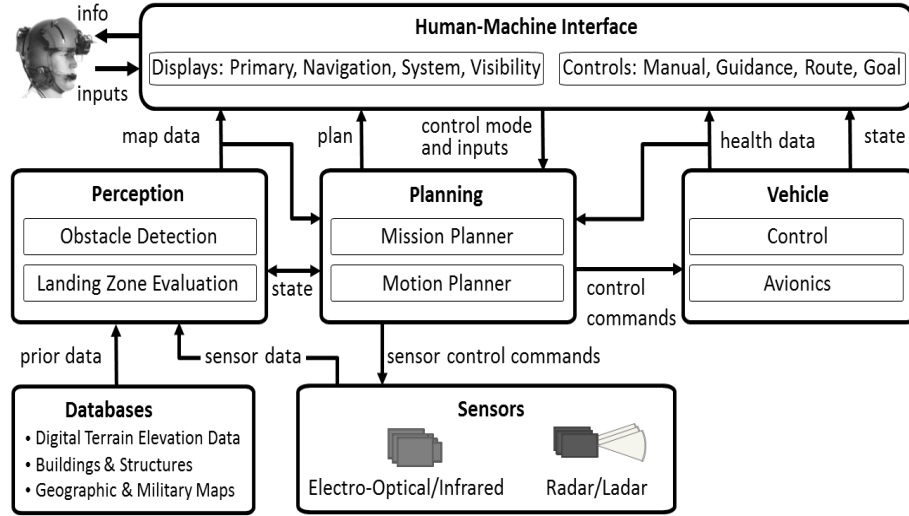 info
inputs
Human-Machine Interface
Displays: Primary, Navigation, System, Visibility
Controls: Manual, Guidance, Route, Goal
map data
plan
control mode
and inputs
health data
state
Perception
Obstacle Detection
Landing Zone Evaluation
state
Planning
Mission Planner
Motion Planner
control
commands
Vehicle
Control
Avionics
prior data
sensor data
sensor control commands
Databases
• Digital Terrain Elevation Data
• Buildings & Structures
• Geographic & Military Maps
Sensors
Electro-Optical/Infrared
Radar/Ladar